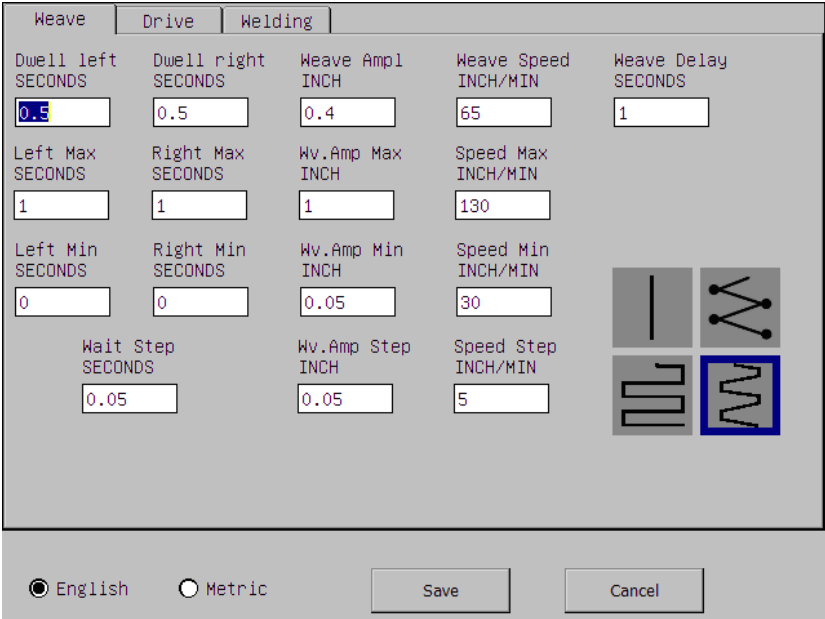 Weave Drive Welding
Dwell left Dwell right Weave Ampl Weave Speed Weave Delay
SECONDS SECONDS INCH INCH/MIN SECONDS
0.5 0.5 0.4 65 1
Left Max Right Max Wv.Amp Max Speed Max
SECONDS SECONDS INCH INCH/MIN
1 1 1 130
Left Min Right Min Wv.Amp Min Speed Min
SECONDS SECONDS INCH INCH/MIN
0 0 0.05 30
Wait Step Wv.Amp Step Speed Step
SECONDS INCH INCH/MIN
0.05 0.05 5
English Metric Save Cancel